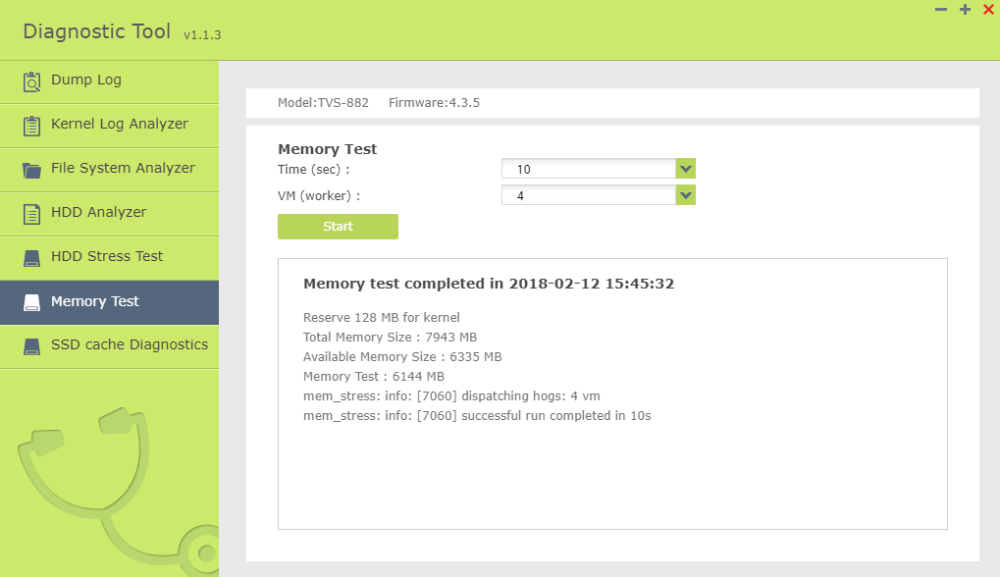 Diagnostic Tool v1.1.3
Dump Log
Kernel Log Analyzer
File System Analyzer
HDD Analyzer
HDD Stress Test
Memory Test
SSD cache Diagnostics
Model:TVS-882 Firmware:4.3.5
Memory Test
Time (sec) : 10
VM (worker) : 4
Start
Memory test completed in 2018-02-12 15:45:32
Reserve 128 MB for kernel
Total Memory Size : 7943 MB
Available Memory Size : 6335 MB
Memory Test : 6144 MB
mem_stress: info: [7060] dispatching hogs: 4 vm
mem_stress: info: [7060] successful run completed in 10s